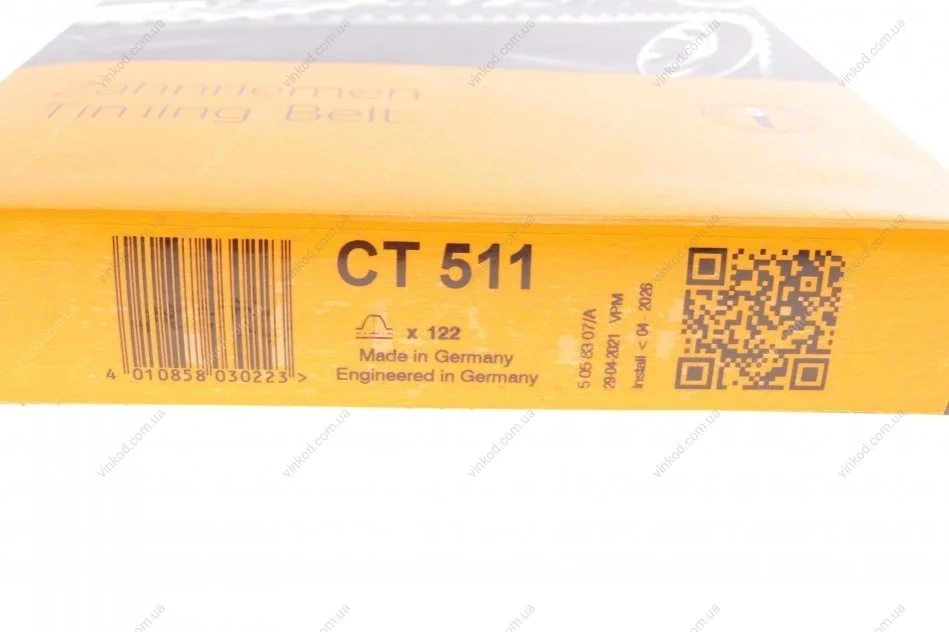 Zahnriemen
Timing Belt
CT 511
x 122
Made in Germany
Engineered in Germany
4 010858 030223 >
5 05 83 07/A
29-04-2021 VPM
Install < 04 - 2026
vinkod.com.ua